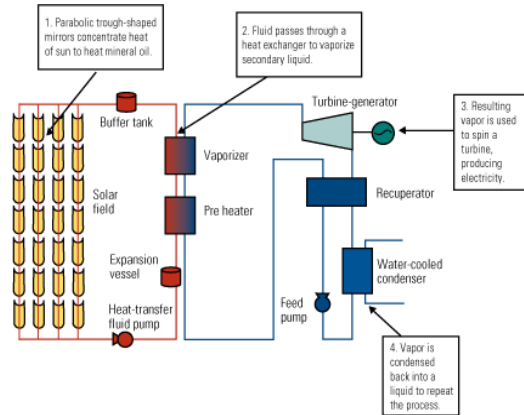 1. Parabolic trough-shaped
mirrors concentrate heat
of sun to heat mineral oil.
2. Fluid passes through a
heat exchanger to vaporize
secondary liquid.
Turbine-generator
3. Resulting
vapor is used
to spin a
turbine,
producing
electricity.
Buffer tank
Vaporizer
Solar
field
Recuperator
Pre heater
Expansion
vessel
Water-cooled
condenser
Heat-transfer
fluid pump
Feed
pump
4. Vapor is
condensed
back into a
liquid to repeat
the process.